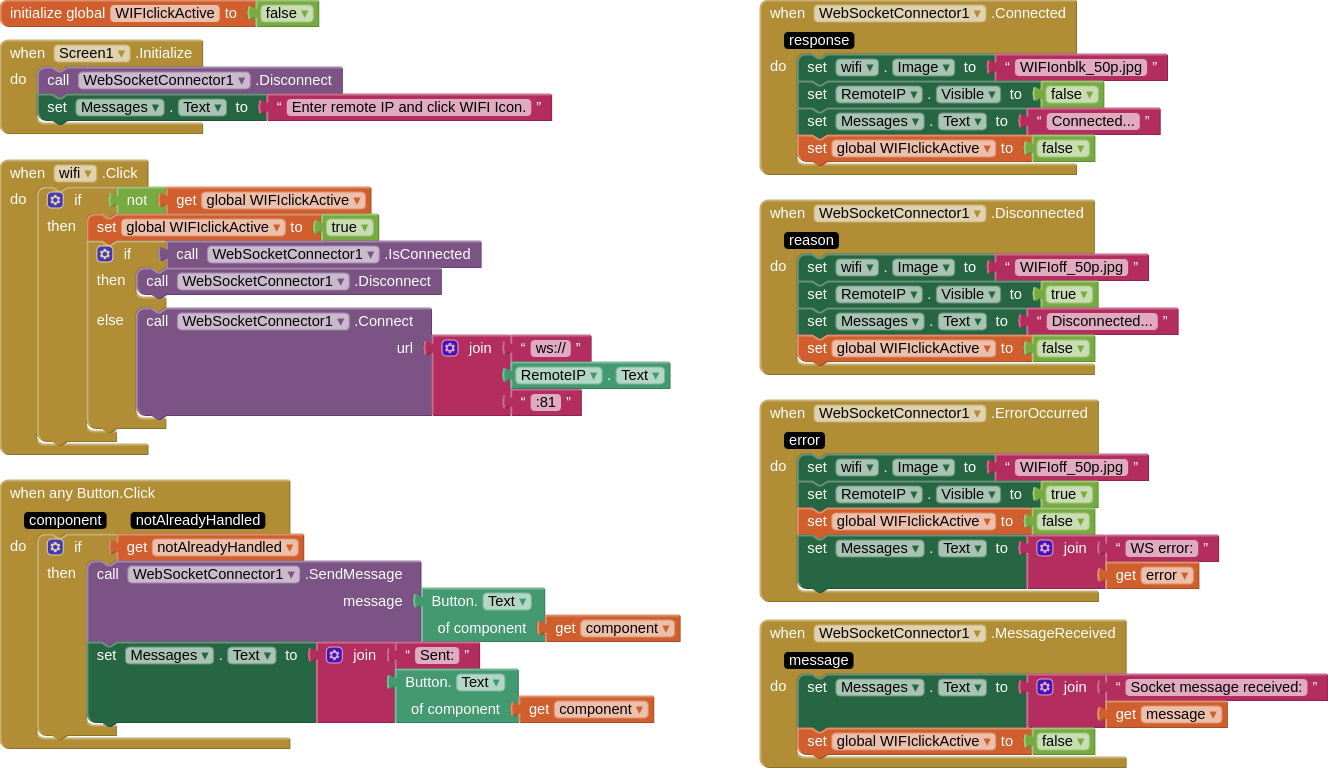 initialize global WIFIclickActive to false
when Screen1 .Initialize
do call WebSocketConnector1 .Disconnect
set Messages . Text to “ Enter remote IP and click WIFI Icon. ”
when wifi .Click
do if not get global WIFIclickActive
then set global WIFIclickActive to true
if call WebSocketConnector1 .IsConnected
then call WebSocketConnector1 .Disconnect
else call WebSocketConnector1 .Connect
url join “ ws:// ”
RemoteIP . Text
“ :81 ”
when any Button.Click
component notAlreadyHandled
do if get notAlreadyHandled
then call WebSocketConnector1 .SendMessage
message Button. Text
of component get component
set Messages . Text to join “ Sent: ”
Button. Text
of component get component
when WebSocketConnector1 .Connected
response
do set wifi . Image to “ WIFIonblk_50p.jpg ”
set RemoteIP . Visible to false
set Messages . Text to “ Connected... ”
set global WIFIclickActive to false
when WebSocketConnector1 .Disconnected
reason
do set wifi . Image to “ WIFIoff_50p.jpg ”
set RemoteIP . Visible to true
set Messages . Text to “ Disconnected... ”
set global WIFIclickActive to false
when WebSocketConnector1 .ErrorOccurred
error
do set wifi . Image to “ WIFIoff_50p.jpg ”
set RemoteIP . Visible to true
set global WIFIclickActive to false
set Messages . Text to join “ WS error: ”
get error
when WebSocketConnector1 .MessageReceived
message
do set Messages . Text to join “ Socket message received: ”
get message
set global WIFIclickActive to false